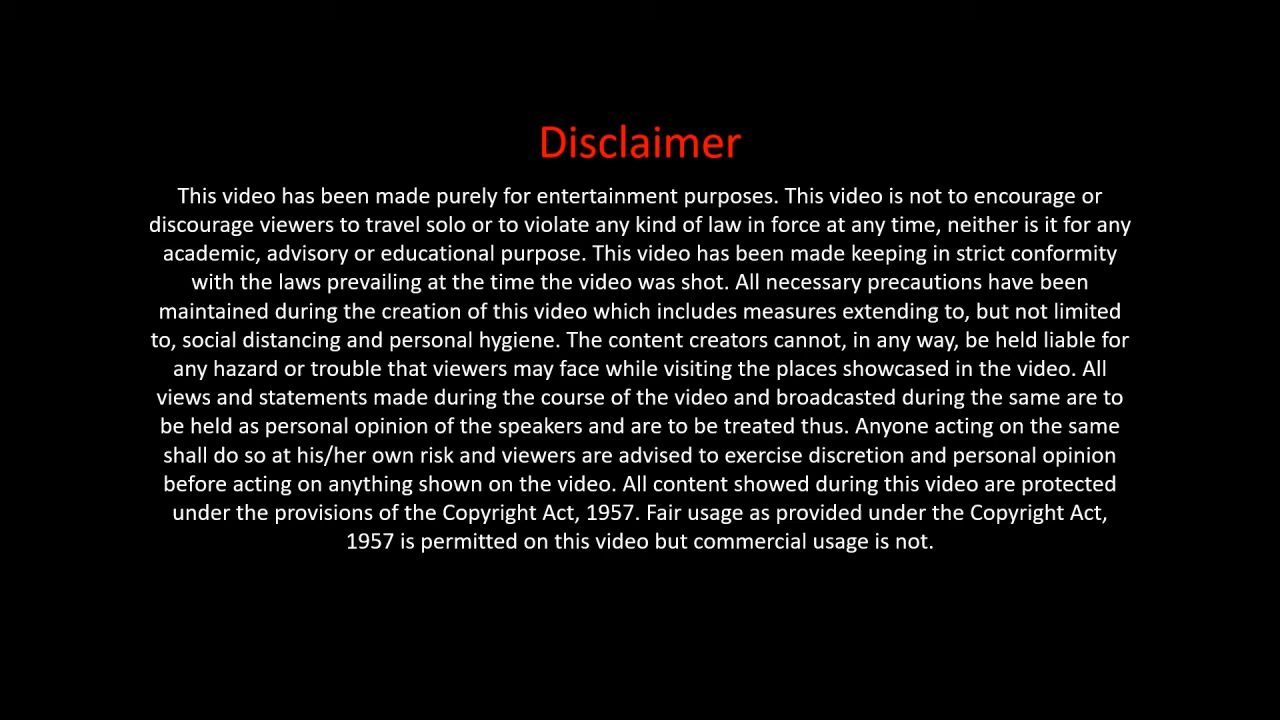 Disclaimer
This video has been made purely for entertainment purposes. This video is not to encourage or
discourage viewers to travel solo or to violate any kind of law in force at any time, neither is it for any
academic, advisory or educational purpose. This video has been made keeping in strict conformity
with the laws prevailing at the time the video was shot. All necessary precautions have been
maintained during the creation of this video which includes measures extending to, but not limited
to, social distancing and personal hygiene. The content creators cannot, in any way, be held liable for
any hazard or trouble that viewers may face while visiting the places showcased in the video. All
views and statements made during the course of the video and broadcasted during the same are to
be held as personal opinion of the speakers and are to be treated thus. Anyone acting on the same
shall do so at his/her own risk and viewers are advised to exercise discretion and personal opinion
before acting on anything shown on the video. All content showed during this video are protected
under the provisions of the Copyright Act, 1957. Fair usage as provided under the Copyright Act,
1957 is permitted on this video but commercial usage is not.